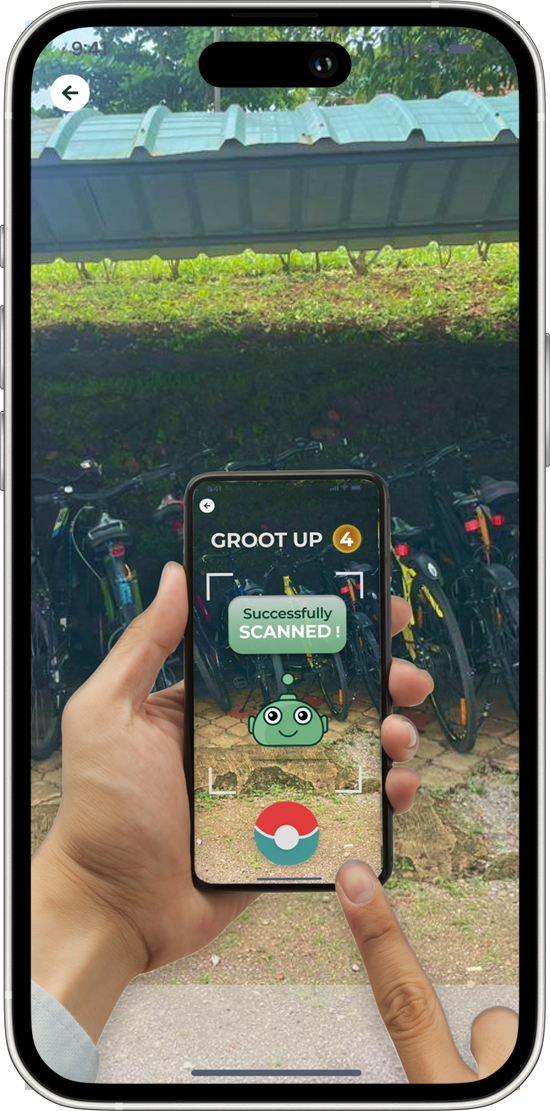 9:41
GROOT UP 4
Successfully
SCANNED !